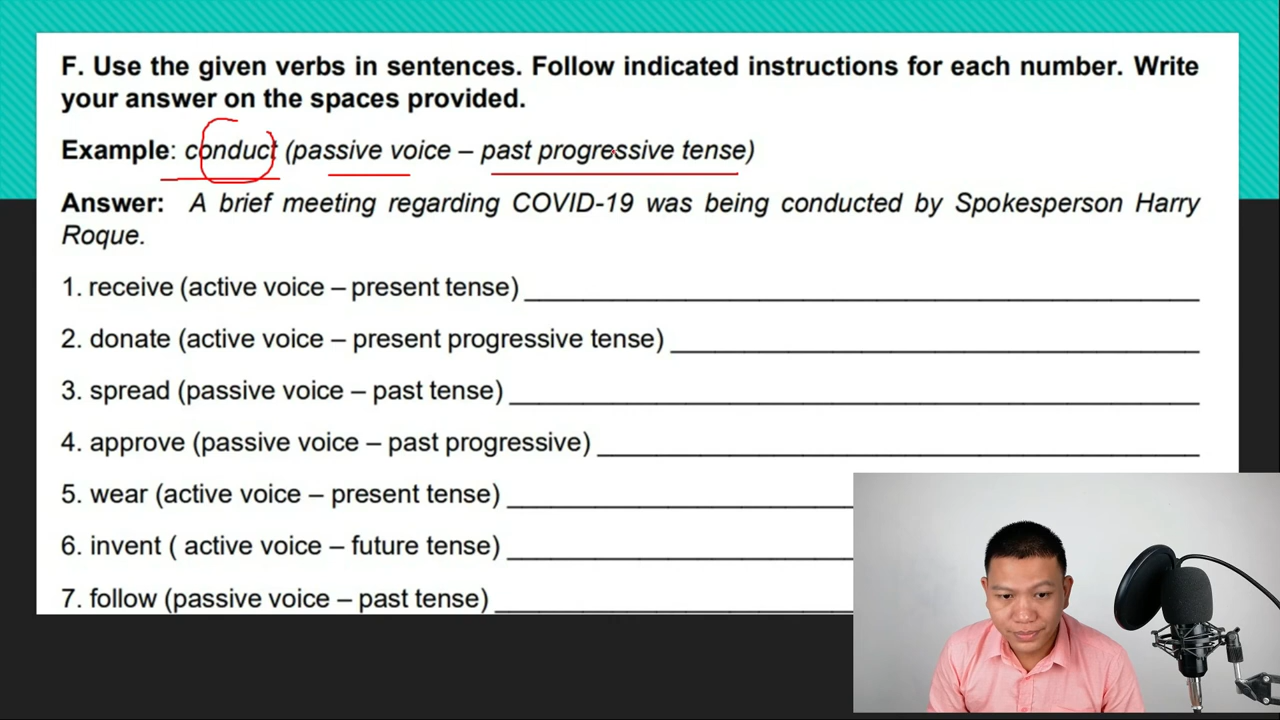 F. Use the given verbs in sentences. Follow indicated instructions for each number. Write
your answer on the spaces provided.
Example: conduct (passive voice – past progressive tense)
Answer: A brief meeting regarding COVID-19 was being conducted by Spokesperson Harry
Roque.
1. receive (active voice – present tense)
2. donate (active voice – present progressive tense)
3. spread (passive voice – past tense)
4. approve (passive voice – past progressive)
5. wear (active voice – present tense)
6. invent ( active voice – future tense)
7. follow (passive voice – past tense)